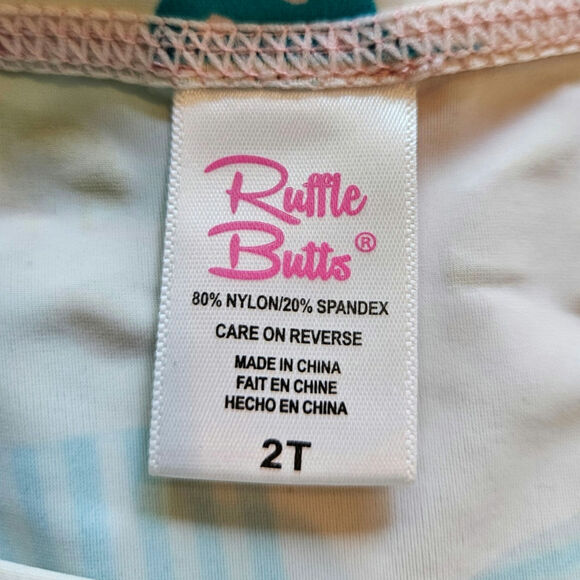 Ruffle
Butts®
80% NYLON/20% SPANDEX
CARE ON REVERSE
MADE IN CHINA
FAIT EN CHINE
HECHO EN CHINA
2T